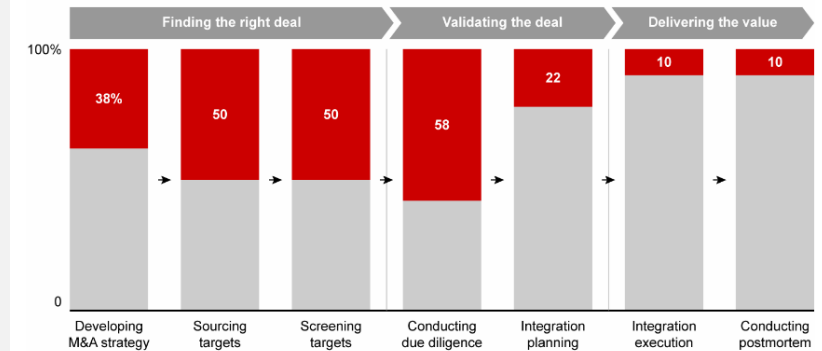 Finding the right deal
Validating the deal
Delivering the value
100%
38%
50
50
58
22
10
10
0
Developing
M&A strategy
Sourcing
targets
Screening
targets
Conducting
due diligence
Integration
planning
Integration
execution
Conducting
postmortem